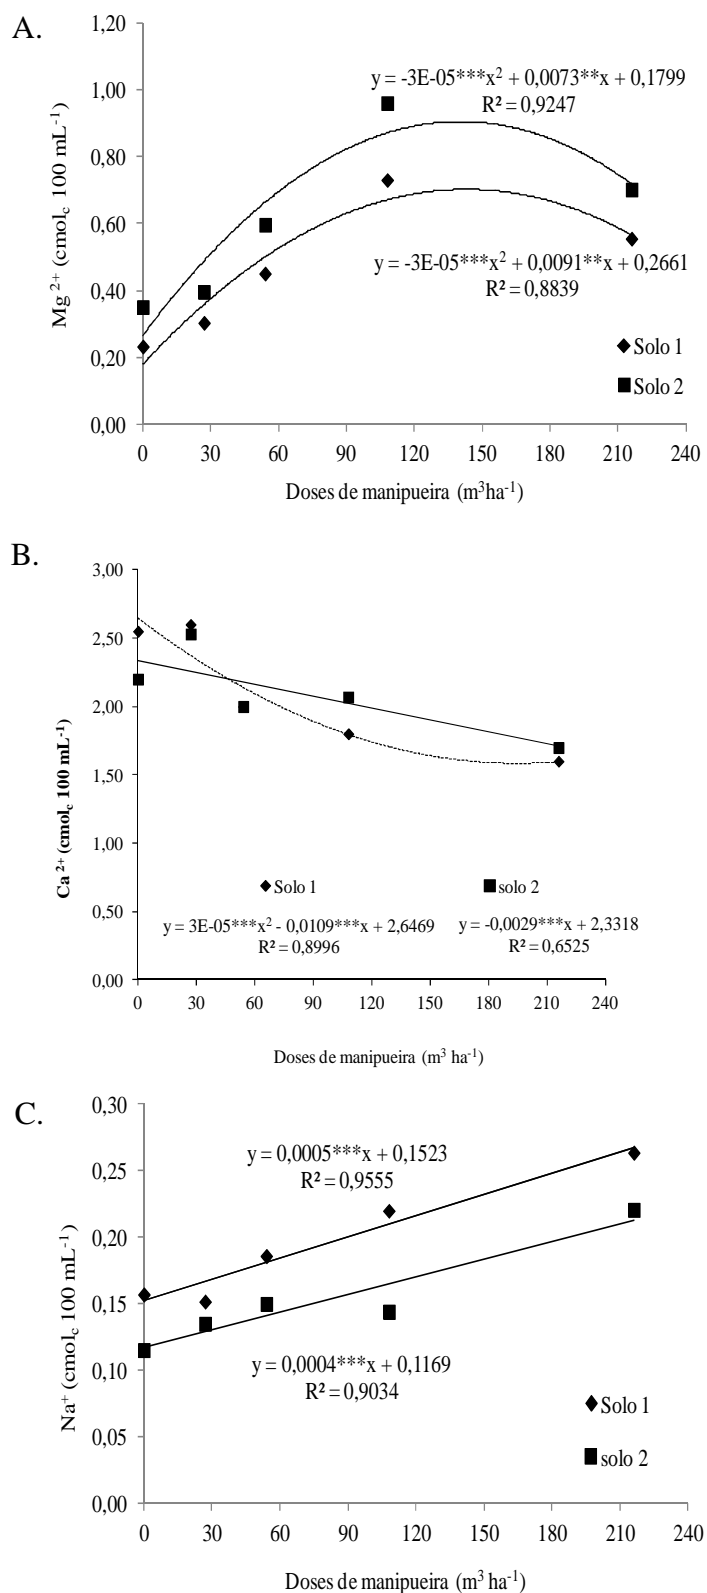 A.
Mg 2+ (cmolc 100 mL-1)
1,20
1,00
0,80
0,60
0,40
0,20
0,00
y = -3E-05***x2 + 0,0073**x + 0,1799
R² = 0,9247
y = -3E-05***x2 + 0,0091**x + 0,2661
R² = 0,8839
Solo 1
Solo 2
0 30 60 90 120 150 180 210 240
Doses de manipueira (m3ha-1)
B.
Ca 2+ (cmolc 100 mL-1)
3,00
2,50
2,00
1,50
1,00
0,50
0,00
Solo 1
solo 2
y = 3E-05***x2 - 0,0109***x + 2,6469
R² = 0,8996
y = -0,0029***x + 2,3318
R² = 0,6525
0 30 60 90 120 150 180 210 240
Doses de manipueira (m3 ha-1)
C.
Na+ (cmolc 100 mL-1)
0,30
0,25
0,20
0,15
0,10
0,05
0,00
y = 0,0005***x + 0,1523
R² = 0,9555
y = 0,0004***x + 0,1169
R² = 0,9034
Solo 1
solo 2
0 30 60 90 120 150 180 210 240
Doses de manipueira (m3 ha-1)